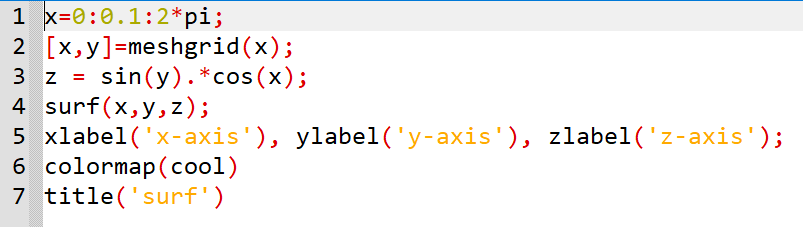 1 x=0:0.1:2*pi;
2 [x,y]=meshgrid(x);
3 z = sin(y).*cos(x);
4 surf(x,y,z);
5 xlabel('x-axis'), ylabel('y-axis'), zlabel('z-axis');
6 colormap(cool)
7 title('surf')